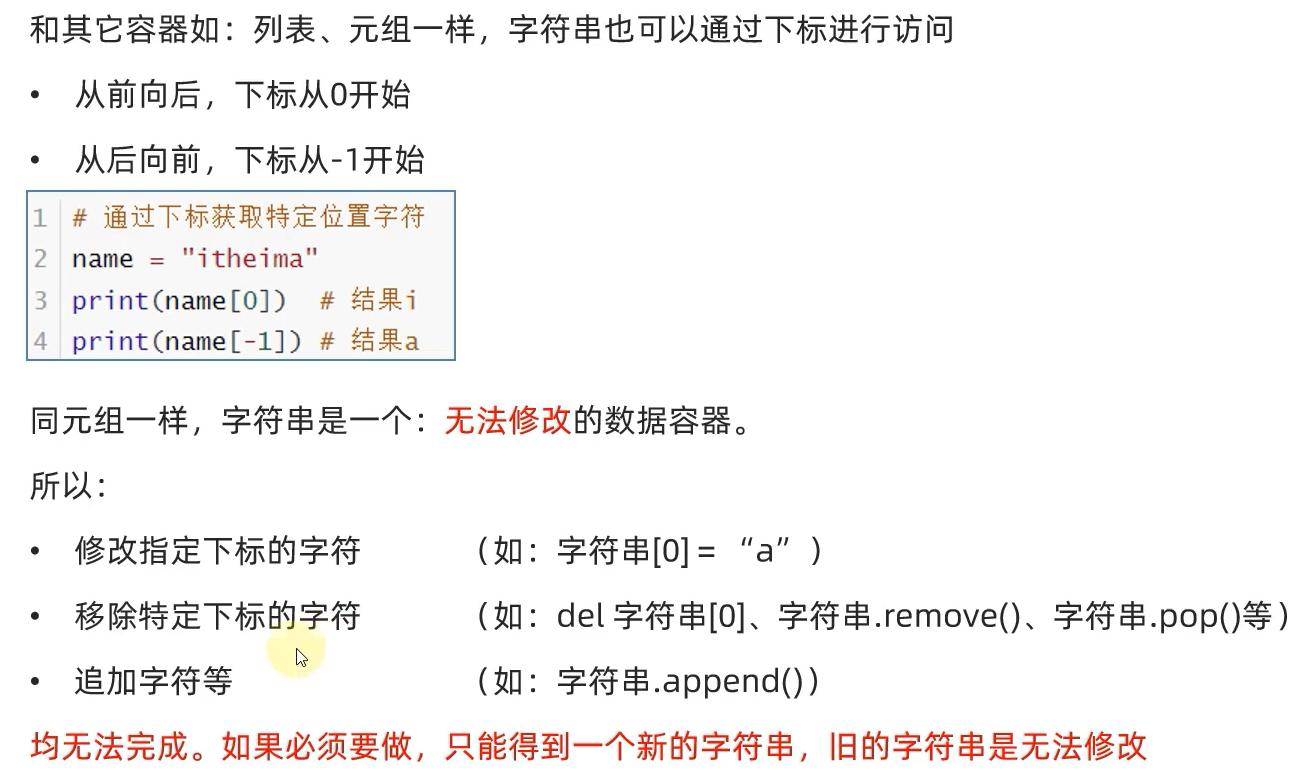 和其它容器如：列表、元组一样，字符串也可以通过下标进行访问
• 从前向后，下标从0开始
• 从后向前，下标从-1开始
1 # 通过下标获取特定位置字符
2 name = "itheima"
3 print(name[0])  # 结果i
4 print(name[-1]) # 结果a
同元组一样，字符串是一个：无法修改的数据容器。
所以：
• 修改指定下标的字符 （如：字符串[0] = “a”）
• 移除特定下标的字符 （如：del 字符串[0]、字符串.remove()、字符串.pop()等）
• 追加字符等 （如：字符串.append()）
均无法完成。如果必须要做，只能得到一个新的字符串，旧的字符串是无法修改